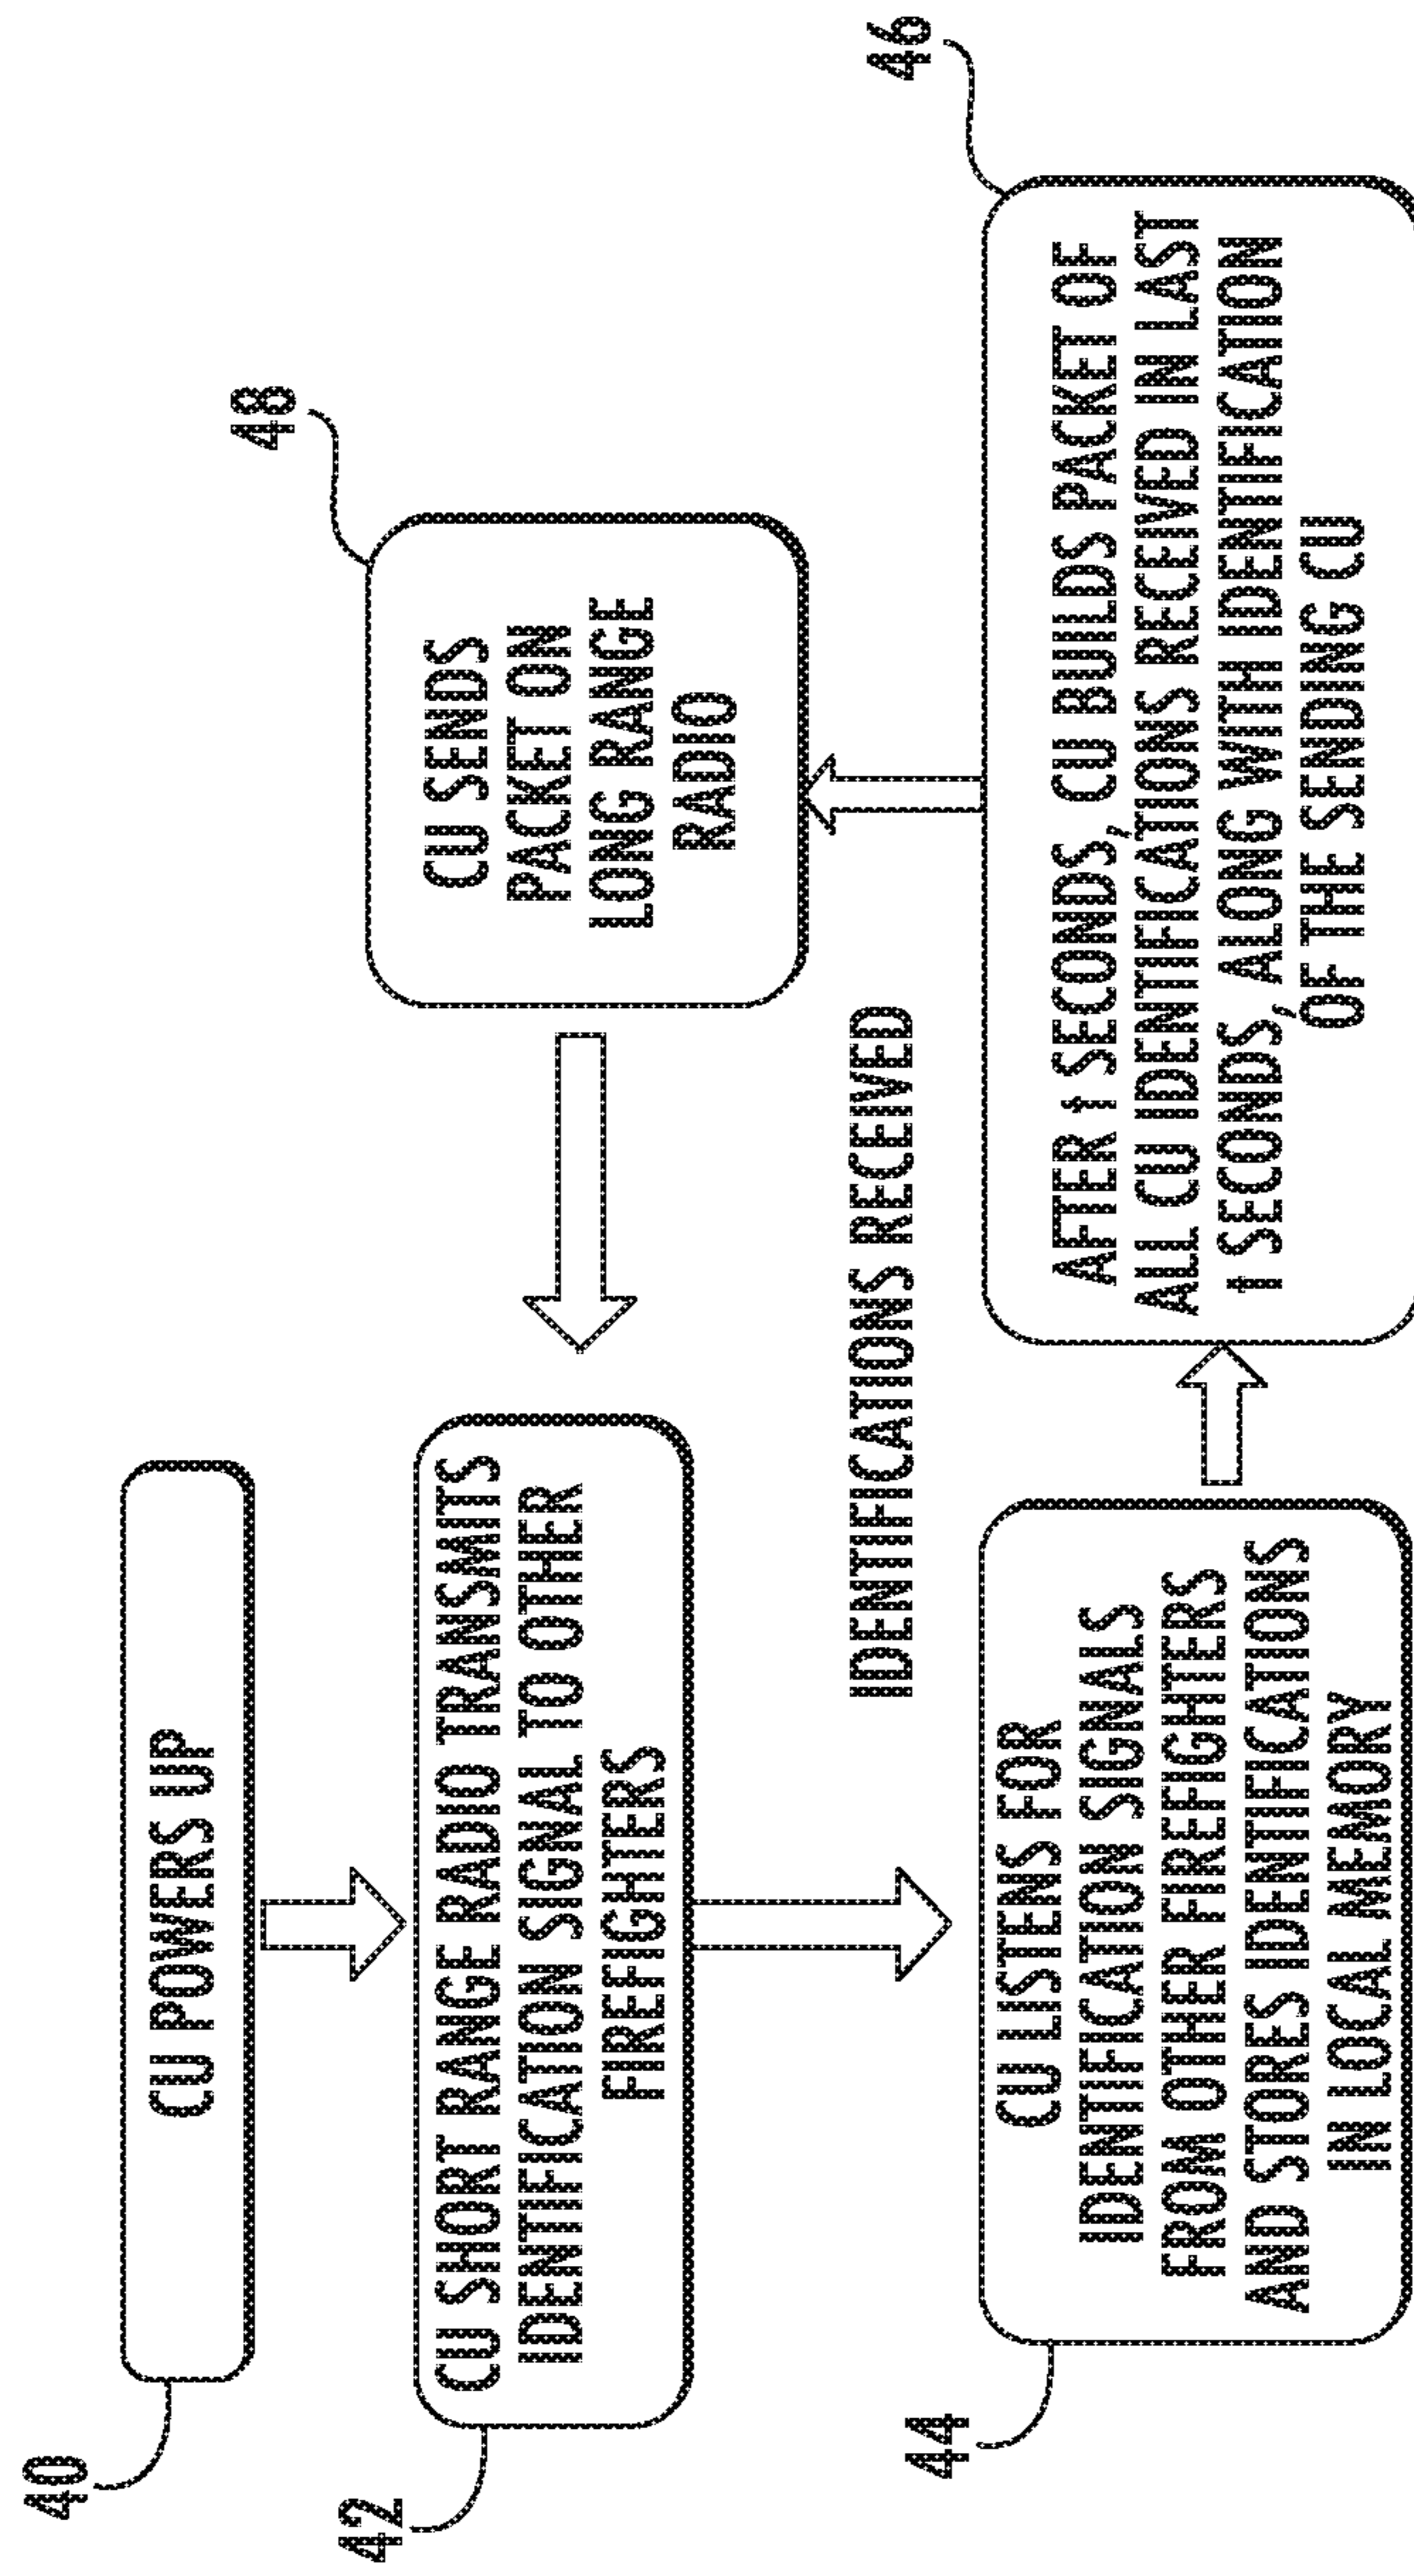 40
CU POWERS UP
42
CU SHORT RANGE RADIO TRANSMITS
IDENTIFICATION SIGNAL TO OTHER
FIREFIGHTERS
44
CU LISTENS FOR
IDENTIFICATION SIGNALS
FROM OTHER FIREFIGHTERS
AND STORES IDENTIFICATIONS
IN LOCAL MEMORY
IDENTIFICATIONS RECEIVED
46
AFTER t SECONDS, CU BUILDS PACKET OF
ALL CU IDENTIFICATIONS RECEIVED IN LAST
t SECONDS, ALONG WITH IDENTIFICATION
OF THE SENDING CU
48
CU SENDS
PACKET ON
LONG RANGE
RADIO